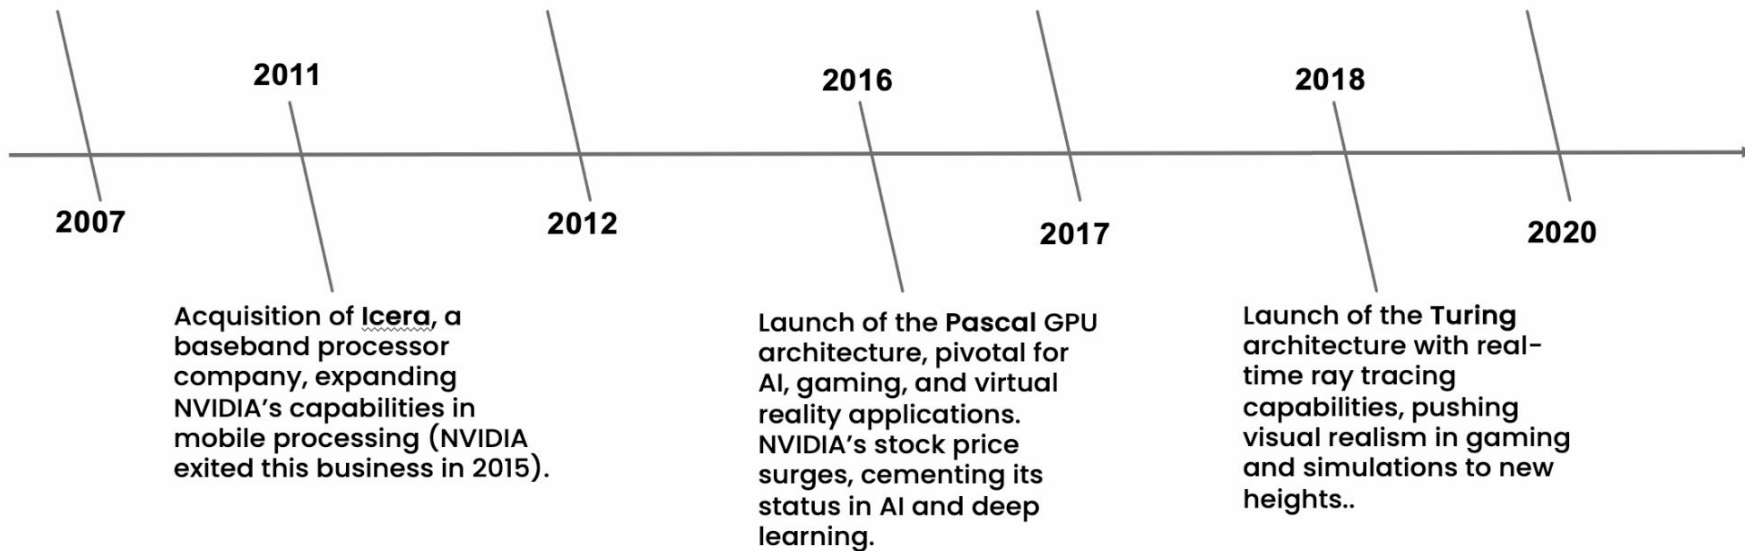 2011
2016
2018
2007
2012
2017
2020
Acquisition of Icera, a
baseband processor
company, expanding
NVIDIA's capabilities in
mobile processing (NVIDIA
exited this business in 2015).
Launch of the Pascal GPU
architecture, pivotal for
AI, gaming, and virtual
reality applications.
NVIDIA's stock price
surges, cementing its
status in AI and deep
learning.
Launch of the Turing
architecture with real-
time ray tracing
capabilities, pushing
visual realism in gaming
and simulations to new
heights..